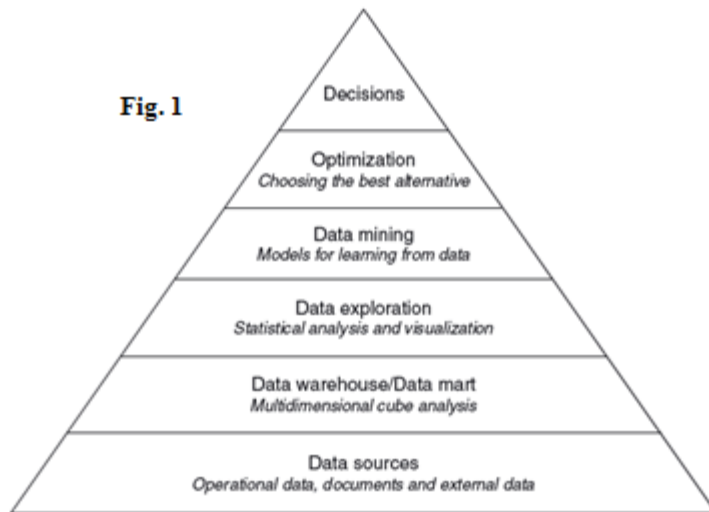 Fig. 1
Decisions
Optimization
Choosing the best alternative
Data mining
Models for learning from data
Data exploration
Statistical analysis and visualization
Data warehouse/Data mart
Multidimensional cube analysis
Data sources
Operational data, documents and external data